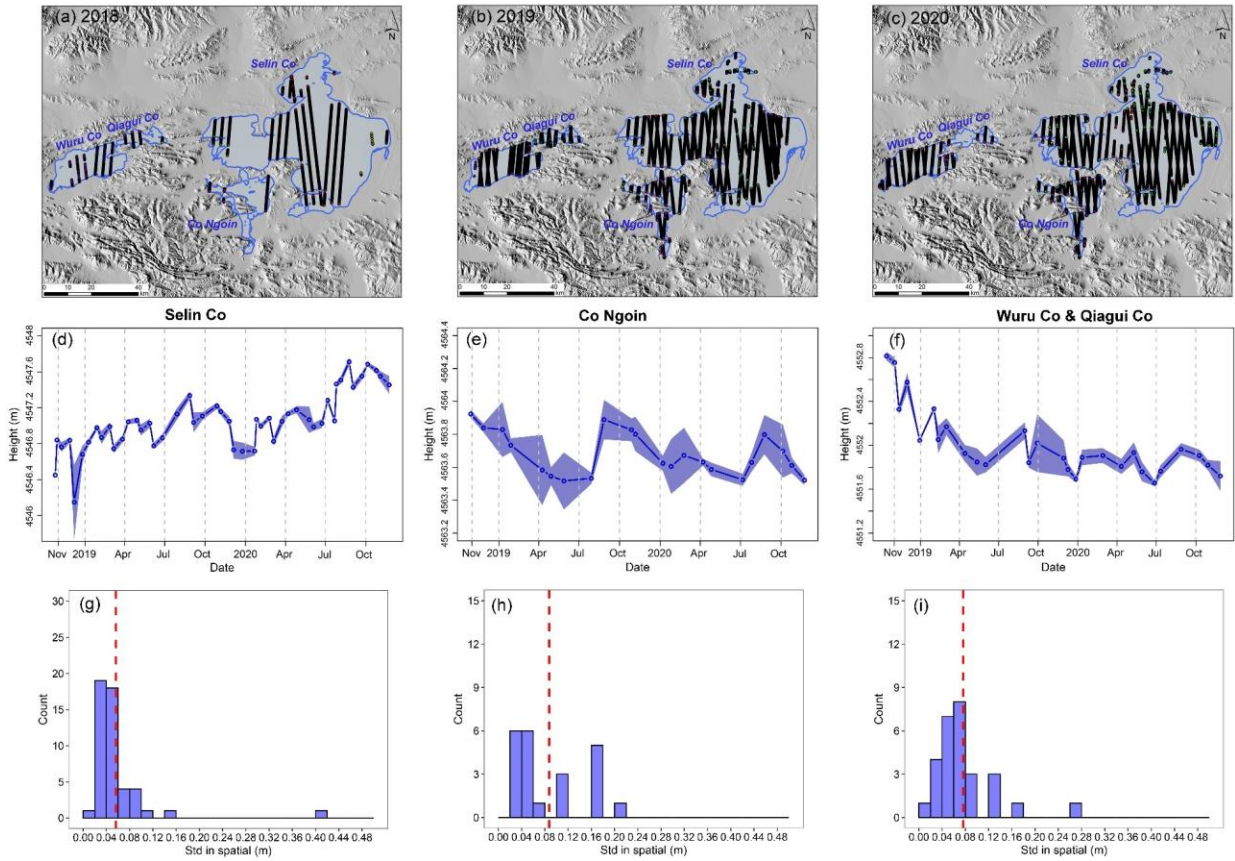 (a) 2018
N
Selin Co
Wuru Co Qiagui Co
Co Ngoin
0 20 40
km
(b) 2019
N
Selin Co
Wuru Co Qiagui Co
Co Ngoin
0 20 40
km
(c) 2020
N
Selin Co
Wuru Co Qiagui Co
Co Ngoin
0 20 40
km
Selin Co
(d)
Height (m)
4548
4547.6
4547.2
4546.8
4546.4
4546
Nov 2019 Apr Jul Oct 2020 Apr Jul Oct
Date
Co Ngoin
(e)
Height (m)
4564.4
4564.2
4564
4563.8
4563.6
4563.4
4563.2
Nov 2019 Apr Jul Oct 2020 Apr Jul Oct
Date
Wuru Co & Qiagui Co
(f)
Height (m)
4552.8
4552.4
4552
4551.6
4551.2
Nov 2019 Apr Jul Oct 2020 Apr Jul Oct
Date
(g)
Count
30
25
20
15
10
5
0
0.00 0.04 0.08 0.12 0.16 0.20 0.24 0.28 0.32 0.36 0.40 0.44 0.48
Std in spatial (m)
(h)
Count
15
12
9
6
3
0
0.00 0.04 0.08 0.12 0.16 0.20 0.24 0.28 0.32 0.36 0.40 0.44 0.48
Std in spatial (m)
(i)
Count
15
12
9
6
3
0
0.00 0.04 0.08 0.12 0.16 0.20 0.24 0.28 0.32 0.36 0.40 0.44 0.48
Std in spatial (m)